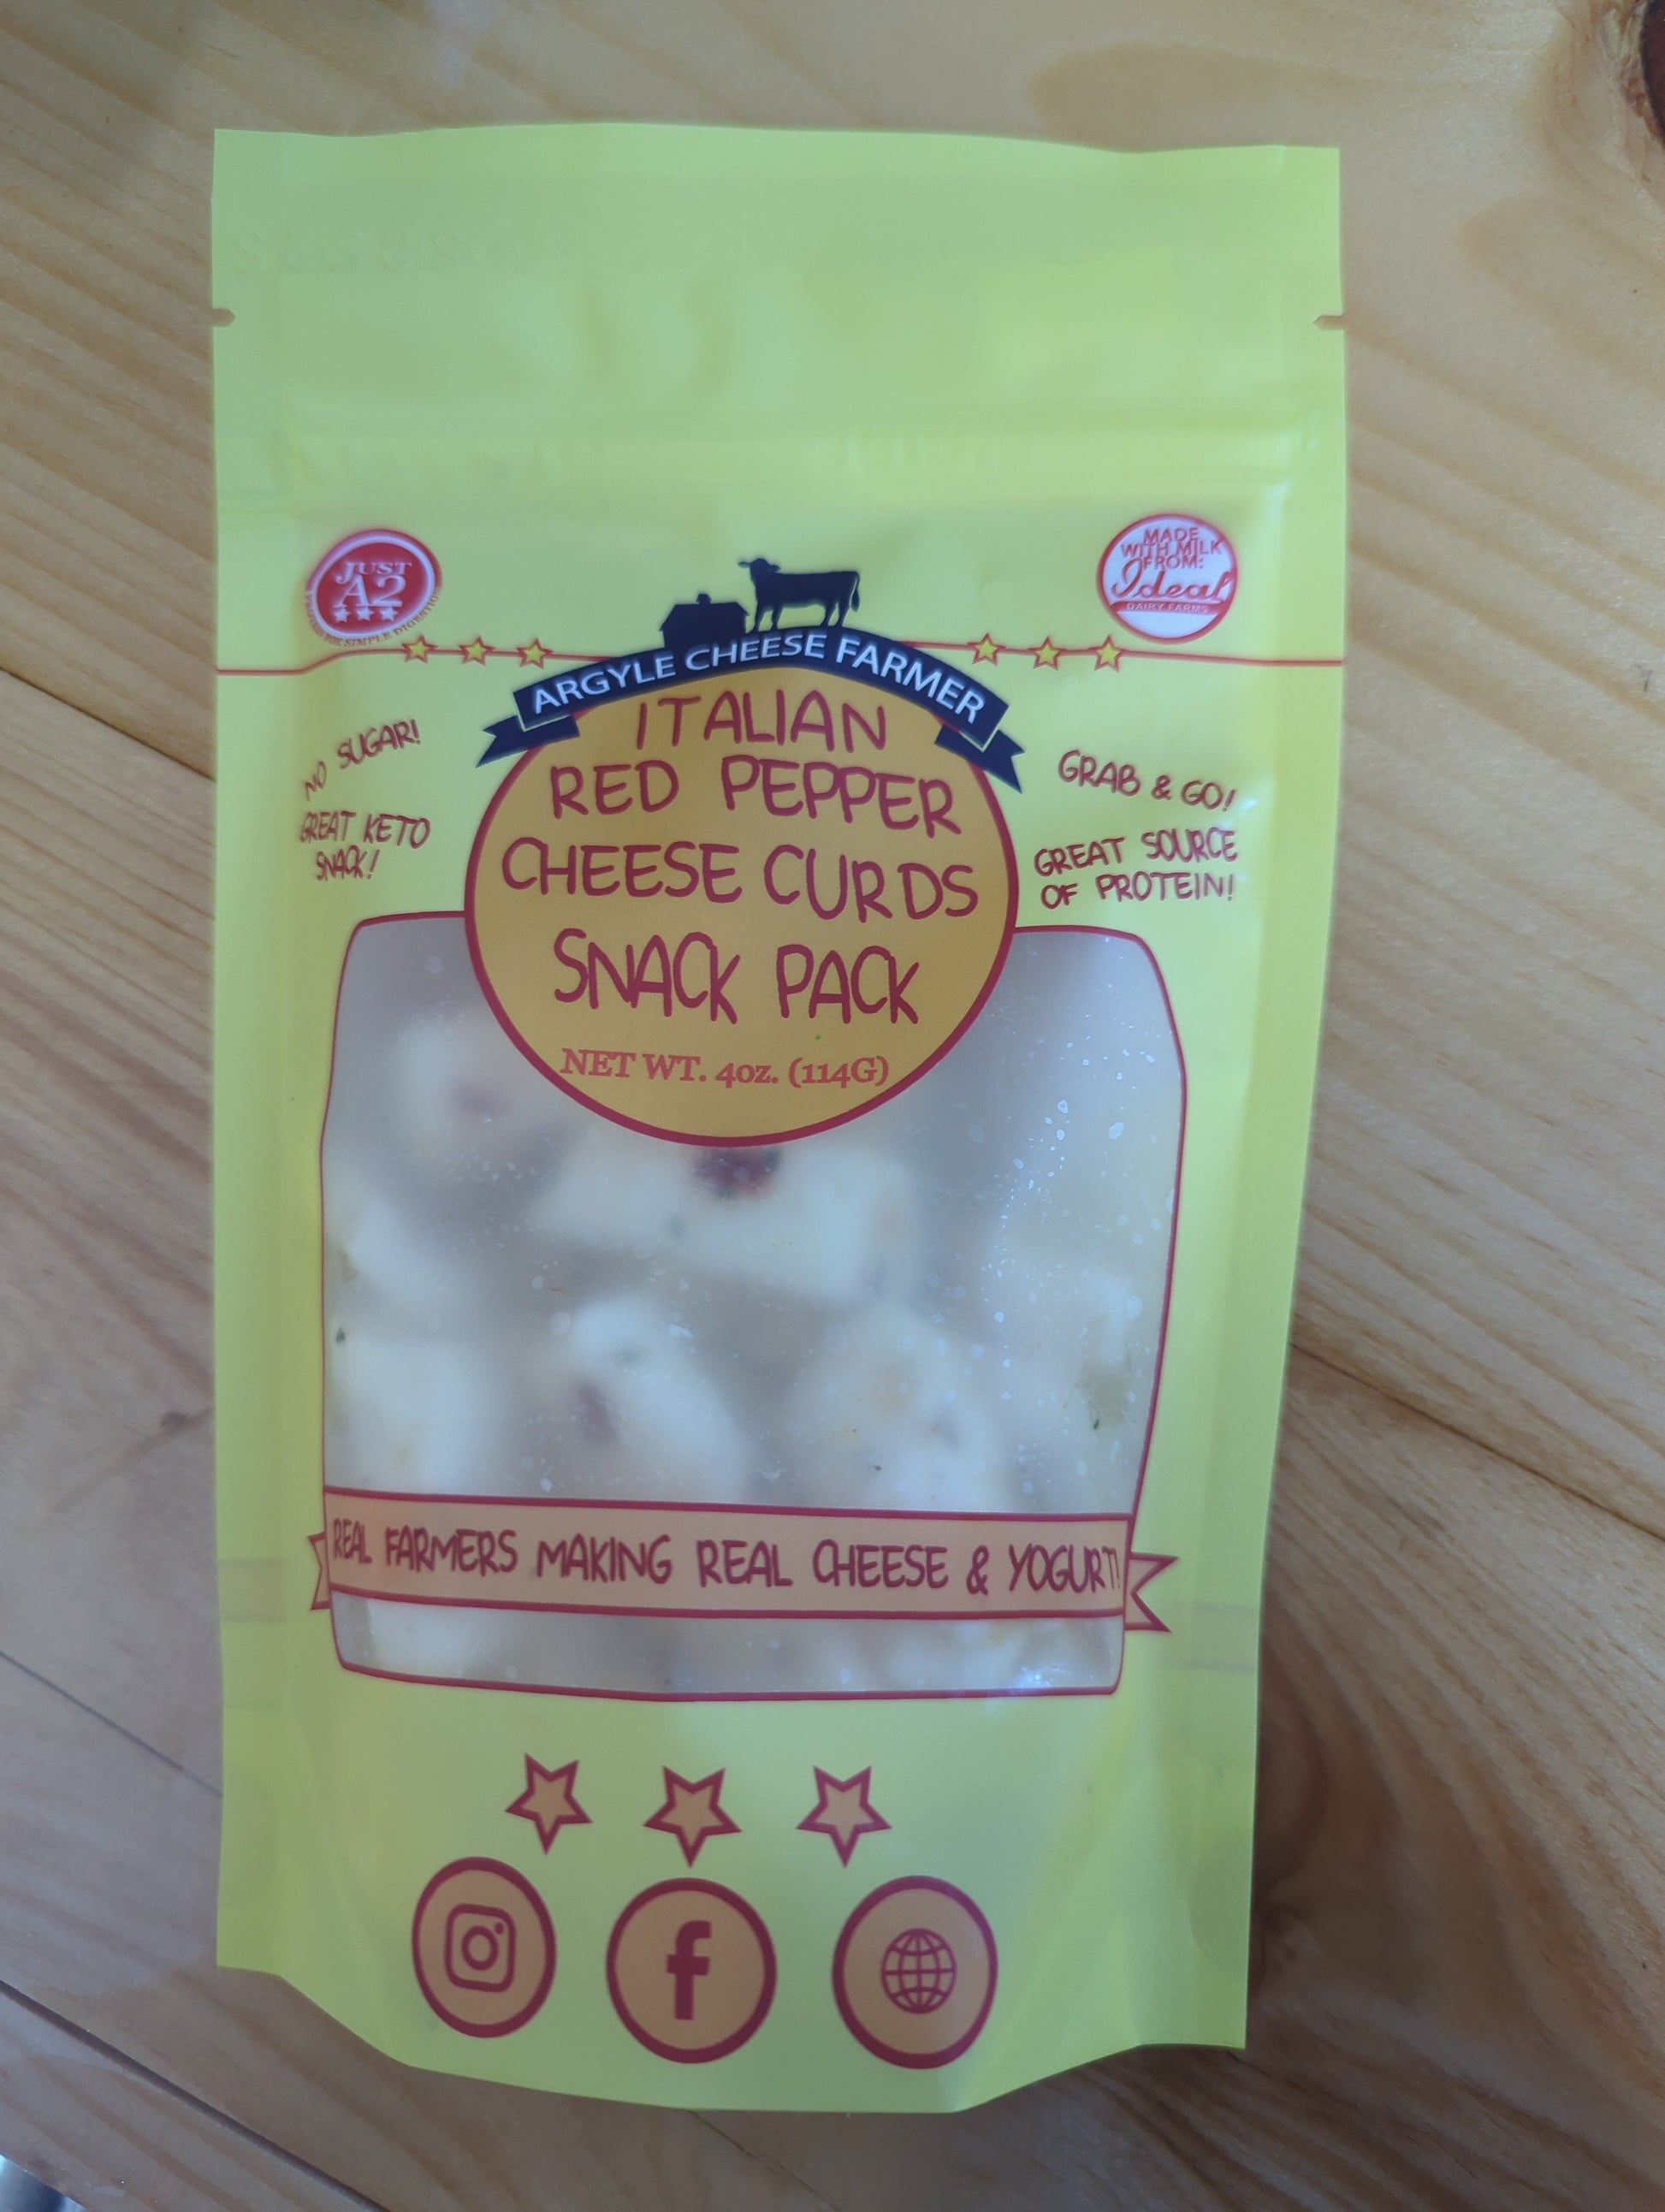 JUST
A2
MADE
WITH MILK
FROM:
Ideal
DAIRY FARMS
ARGYLE CHEESE FARMER
ITALIAN
RED PEPPER
CHEESE CURDS
SNACK PACK
NET WT. 4OZ. (114G)
NO SUGAR!
GREAT KETO
SNACK!
GRAB & GO!
GREAT SOURCE
OF PROTEIN!
REAL FARMERS MAKING REAL CHEESE & YOGURT!